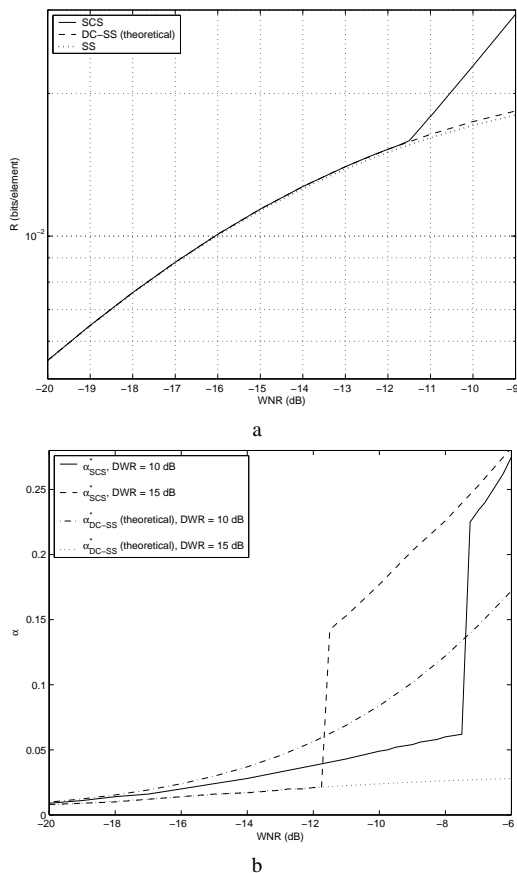 SCS
DC−SS (theoretical)
SS
R (bits/element)
10⁻²
−20 −19 −18 −17 −16 −15 −14 −13 −12 −11 −10 −9
WNR (dB)
a
α*SCS, DWR = 10 dB
α*SCS, DWR = 15 dB
α*DC−SS (theoretical), DWR = 10 dB
α*DC−SS (theoretical), DWR = 15 dB
0.25
0.2
0.15
α
0.1
0.05
0
−20 −18 −16 −14 −12 −10 −8 −6
WNR (dB)
b